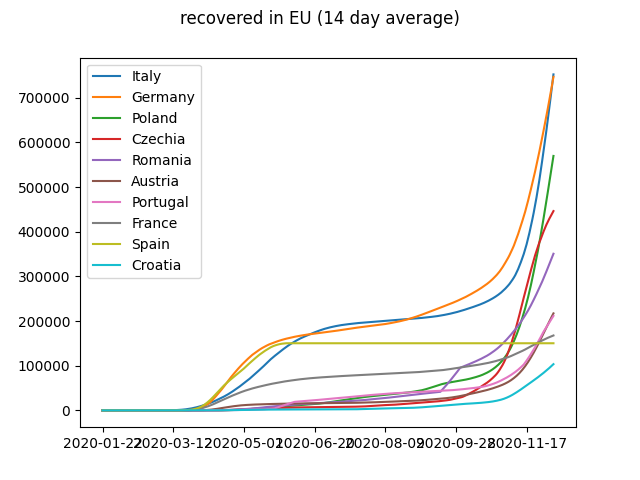 recovered in EU (14 day average)
700000
600000
500000
400000
300000
200000
100000
0
Italy
Germany
Poland
Czechia
Romania
Austria
Portugal
France
Spain
Croatia
2020-01-22
2020-03-12
2020-05-01
2020-06-20
2020-08-09
2020-09-28
2020-11-17